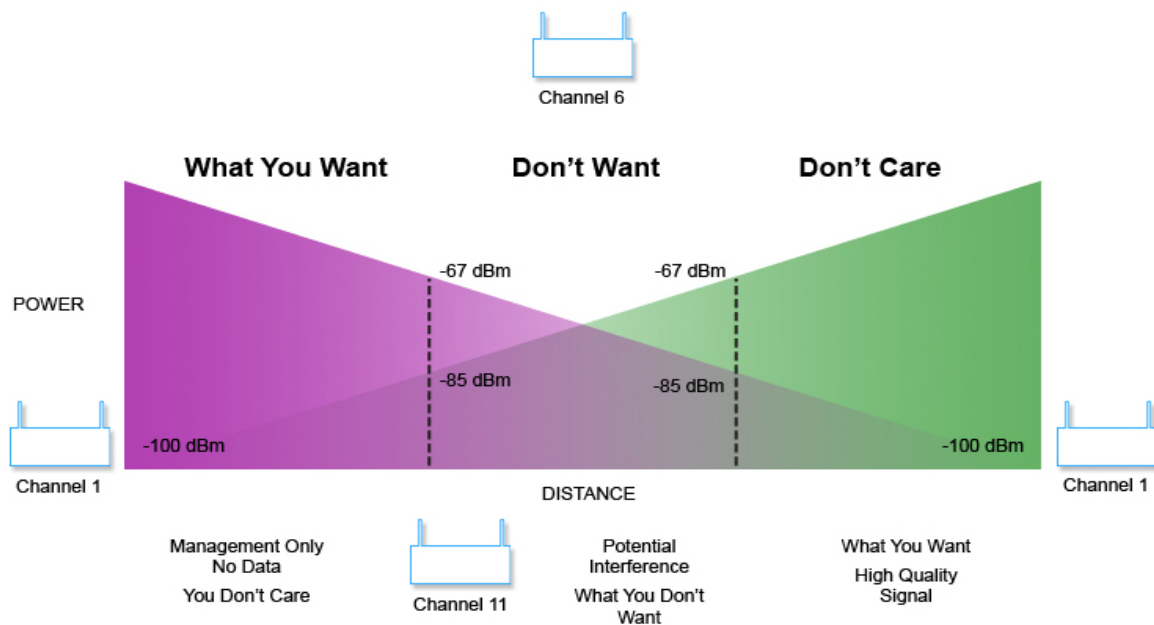 Channel 6
What You Want
Don't Want
Don't Care
-67 dBm
-67 dBm
POWER
-85 dBm
-85 dBm
-100 dBm
-100 dBm
Channel 1
Channel 1
DISTANCE
Management Only
No Data
You Don't Care
Channel 11
Potential
Interference
What You Don't
Want
What You Want
High Quality
Signal